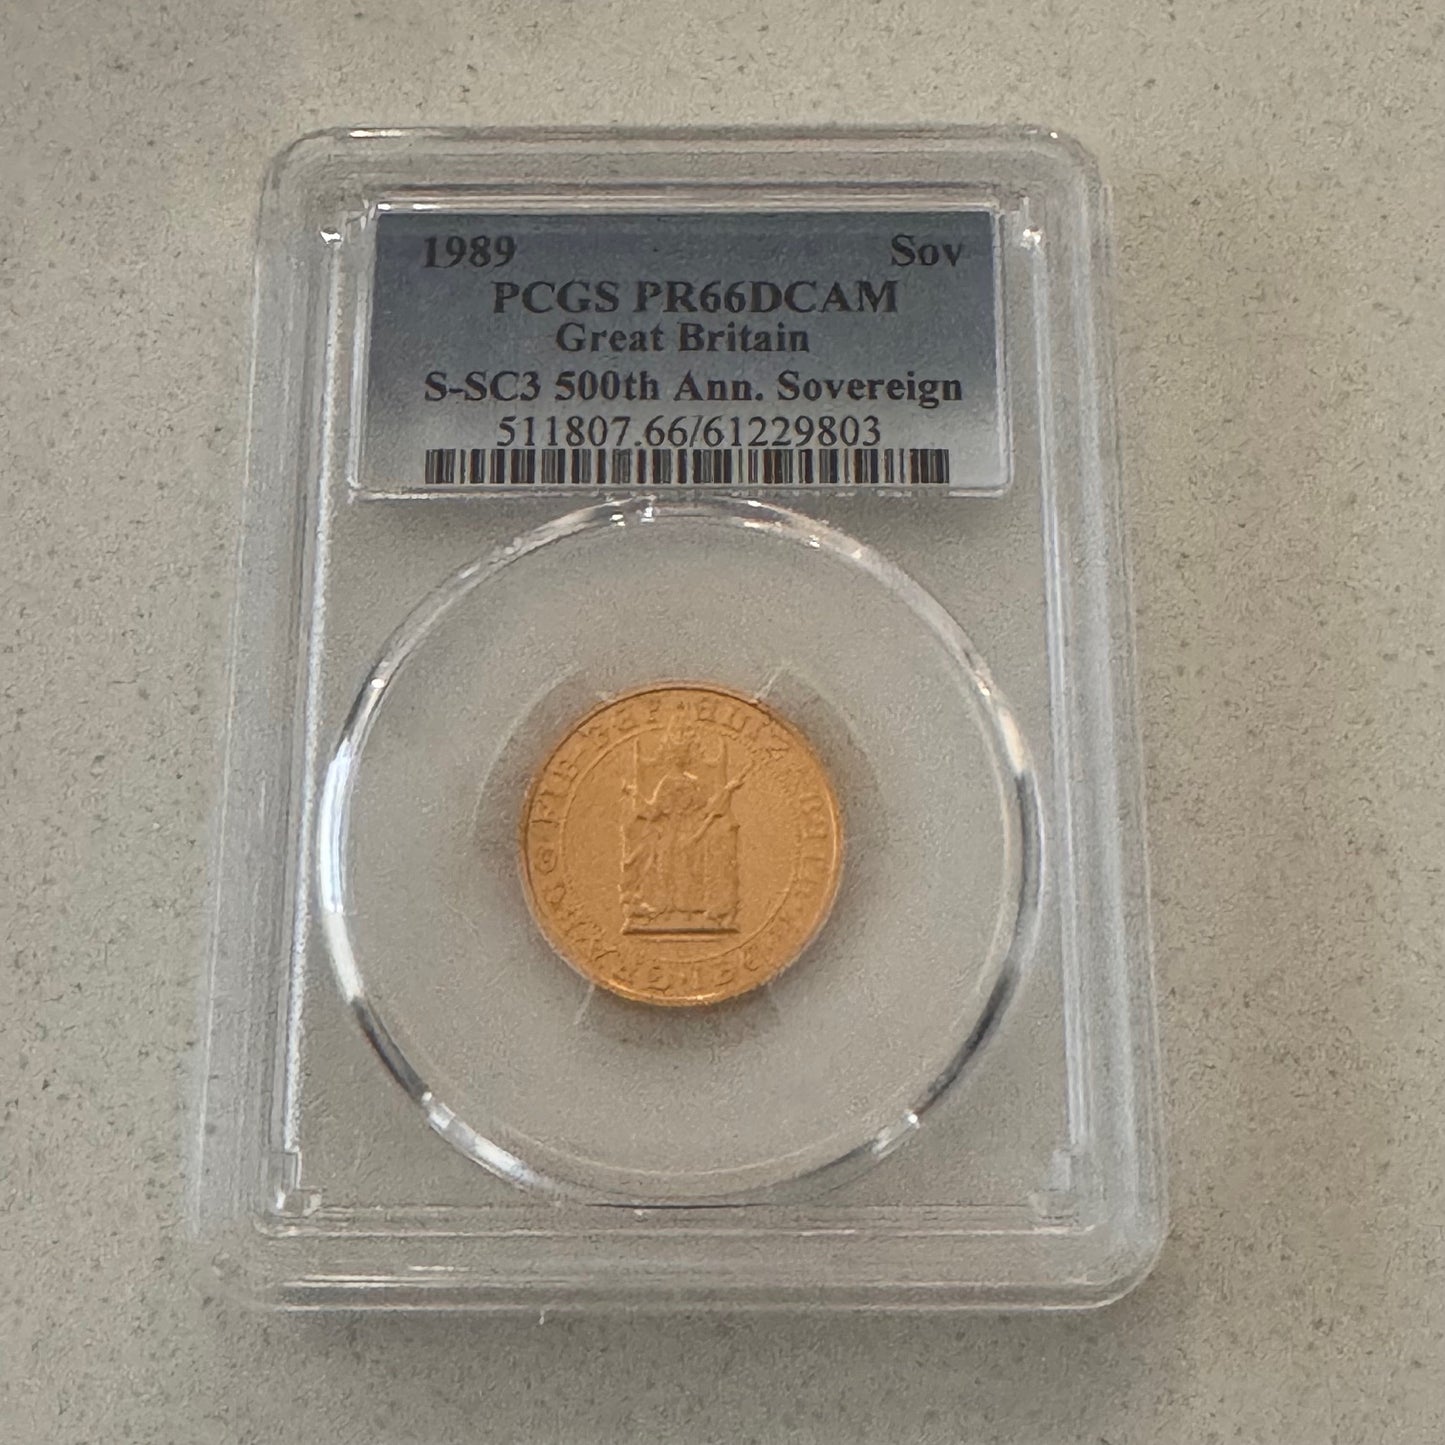 1989 Sov
PCGS PR66DCAM
Great Britain
S-SC3 500th Ann. Sovereign
511807.66/61229803